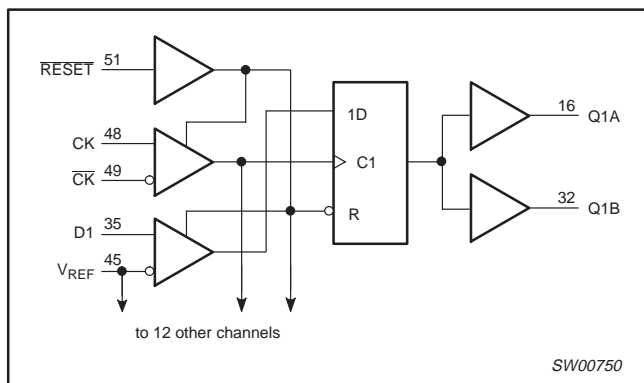 RESET 51
CK 48
CK 49
D1 35
VREF 45
1D
C1
R
16 Q1A
32 Q1B
to 12 other channels
SW00750